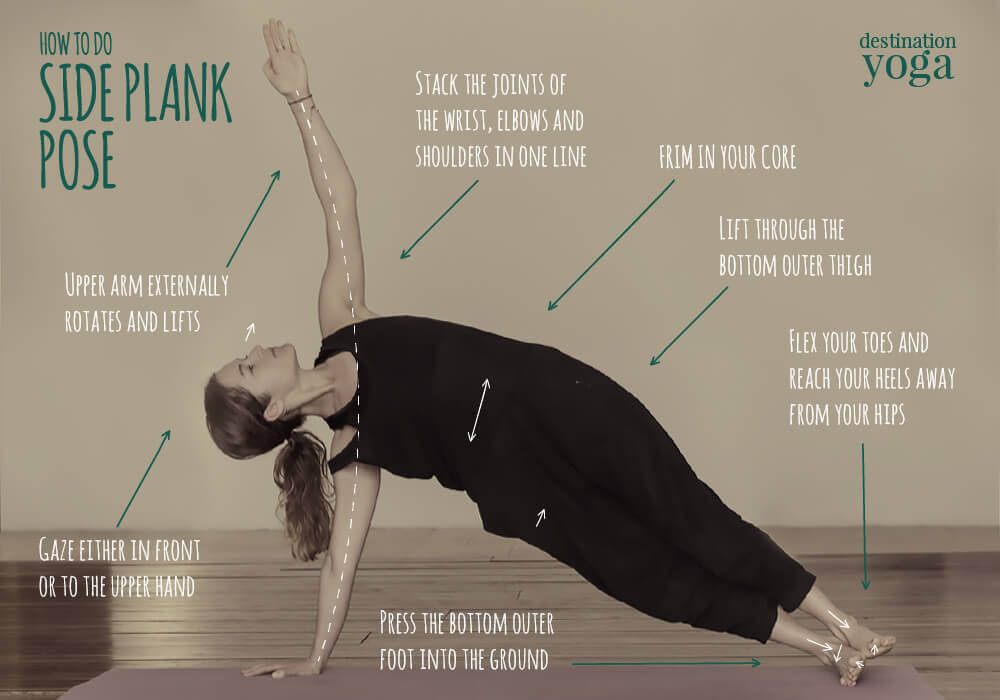 HOW TO DO
SIDE PLANK
POSE
destination
yoga
STACK THE JOINTS OF
THE WRIST, ELBOWS AND
SHOULDERS IN ONE LINE
FRIM IN YOUR CORE
LIFT THROUGH THE
BOTTOM OUTER THIGH
UPPER ARM EXTERNALLY
ROTATES AND LIFTS
FLEX YOUR TOES AND
REACH YOUR HEELS AWAY
FROM YOUR HIPS
GAZE EITHER IN FRONT
OR TO THE UPPER HAND
PRESS THE BOTTOM OUTER
FOOT INTO THE GROUND